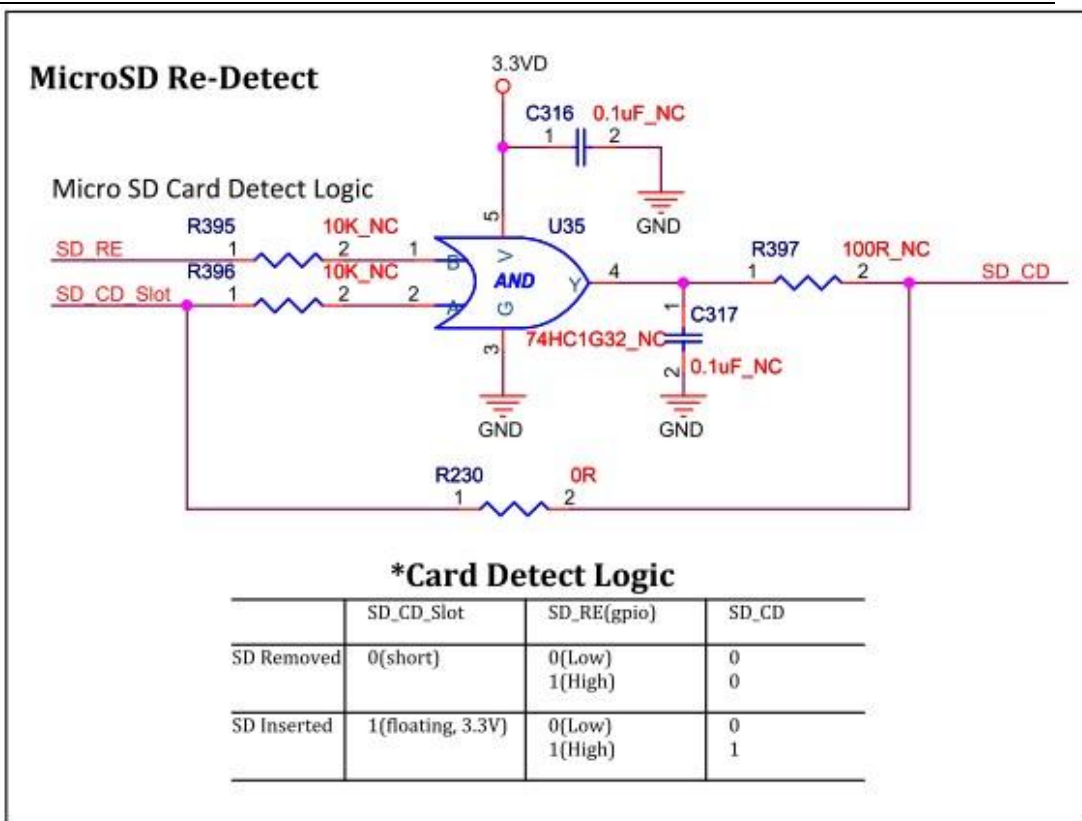 MicroSD Re-Detect
3.3VD
C316 0.1uF_NC
1 2
Micro SD Card Detect Logic
GND
R395 10K_NC
SD_RE 1 2 1 B
R396 10K_NC
SD_CD_Slot 1 2 2 A
5 V
U35
AND
Y 4
G 3
74HC1G32_NC
GND
R397 100R_NC
1 2
SD_CD
1 C317
2 0.1uF_NC
GND
R230 0R
1 2
*Card Detect Logic
SD_CD_Slot SD_RE(gpio) SD_CD
SD Removed 0(short) 0(Low) 0
1(High) 0
SD Inserted 1(floating, 3.3V) 0(Low) 0
1(High) 1